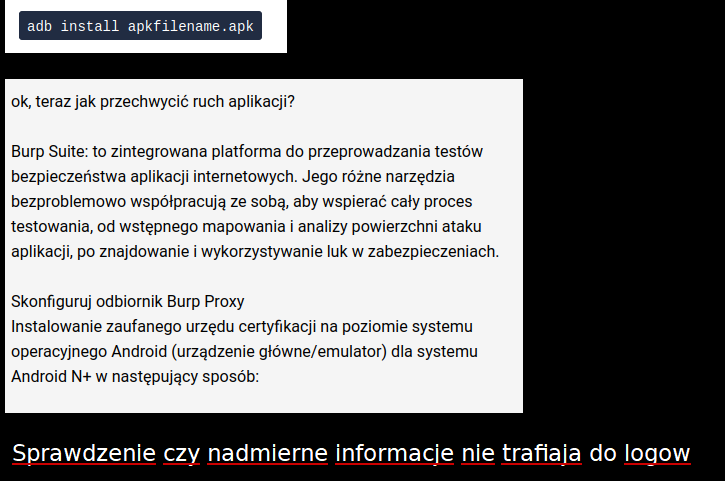 adb install apkfilename.apk
ok, teraz jak przechwycić ruch aplikacji?
Burp Suite: to zintegrowana platforma do przeprowadzania testów
bezpieczeństwa aplikacji internetowych. Jego różne narzędzia
bezproblemowo współpracują ze sobą, aby wspierać cały proces
testowania, od wstępnego mapowania i analizy powierzchni ataku
aplikacji, po znajdowanie i wykorzystywanie luk w zabezpieczeniach.
Skonfiguruj odbiornik Burp Proxy
Instalowanie zaufanego urzędu certyfikacji na poziomie systemu
operacyjnego Android (urządzenie główne/emulator) dla systemu
Android N+ w następujący sposób:
Sprawdzenie czy nadmierne informacje nie trafiaja do logow